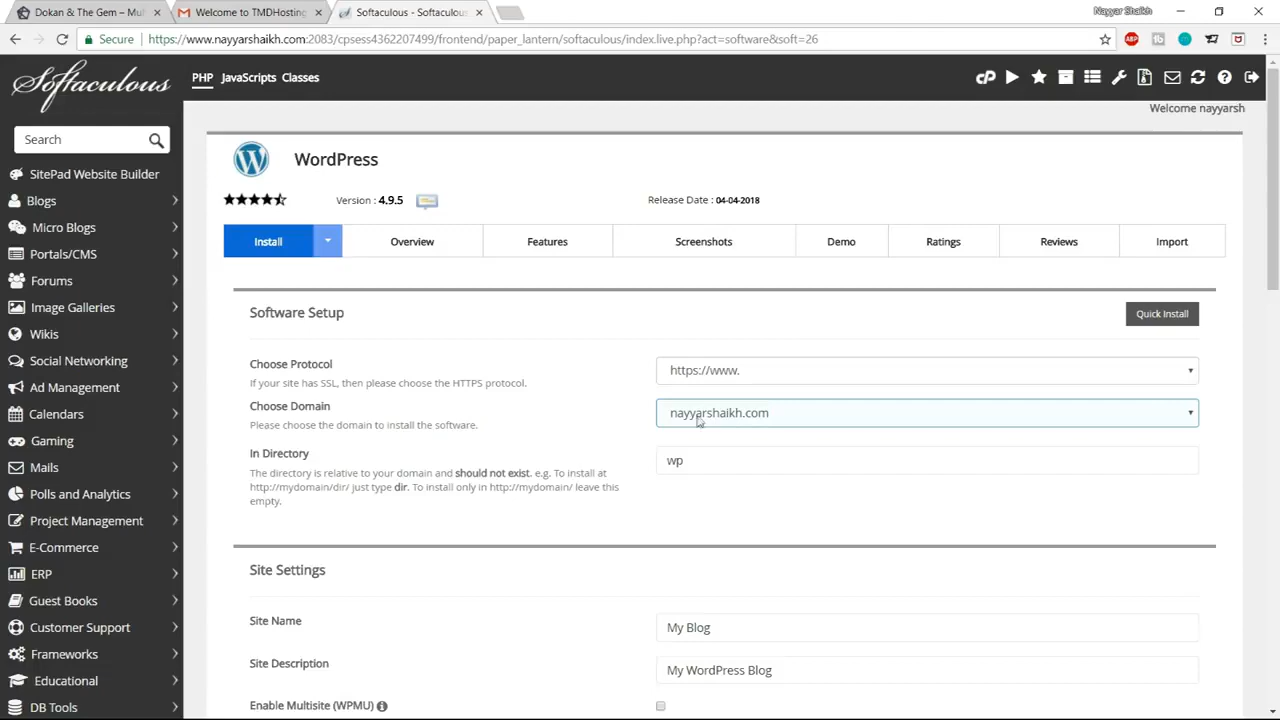 Dokan & The Gem – Mul
Welcome to TMDHosting
Softaculous - Softaculous
Nayyar Shaikh
Secure
https://www.nayyarshaikh.com:2083/cpsess4362207499/frontend/paper_lantern/softaculous/index.live.php?act=software&soft=26
ABP
Softaculous
PHP JavaScripts Classes
Welcome nayyarsh
Search
SitePad Website Builder
Blogs
Micro Blogs
Portals/CMS
Forums
Image Galleries
Wikis
Social Networking
Ad Management
Calendars
Gaming
Mails
Polls and Analytics
Project Management
E-Commerce
ERP
Guest Books
Customer Support
Frameworks
Educational
DB Tools
WordPress
Version : 4.9.5
Release Date : 04-04-2018
Install Overview Features Screenshots Demo Ratings Reviews Import
Software Setup
Quick Install
Choose Protocol
If your site has SSL, then please choose the HTTPS protocol.
https://www.
Choose Domain
Please choose the domain to install the software.
nayyarshaikh.com
In Directory
The directory is relative to your domain and should not exist. e.g. To install at
http://mydomain/dir/ just type dir. To install only in http://mydomain/ leave this
empty.
wp
Site Settings
Site Name
My Blog
Site Description
My WordPress Blog
Enable Multisite (WPMU)